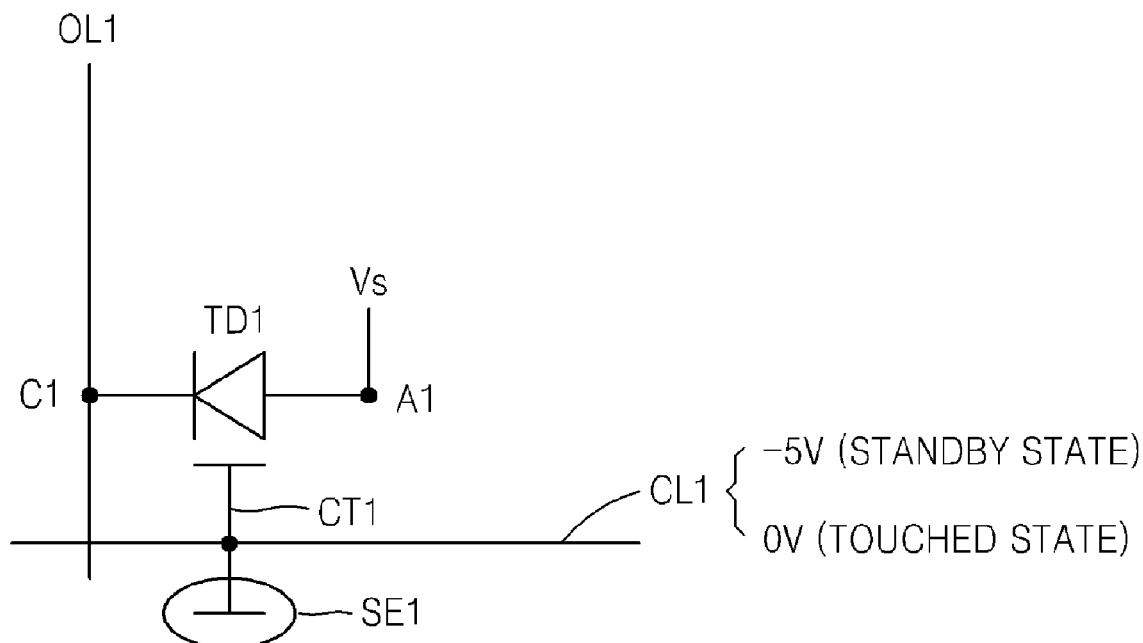 OL1
Vs
TD1
C1
A1
−5V (STANDBY STATE)
CL1
CT1
0V (TOUCHED STATE)
SE1